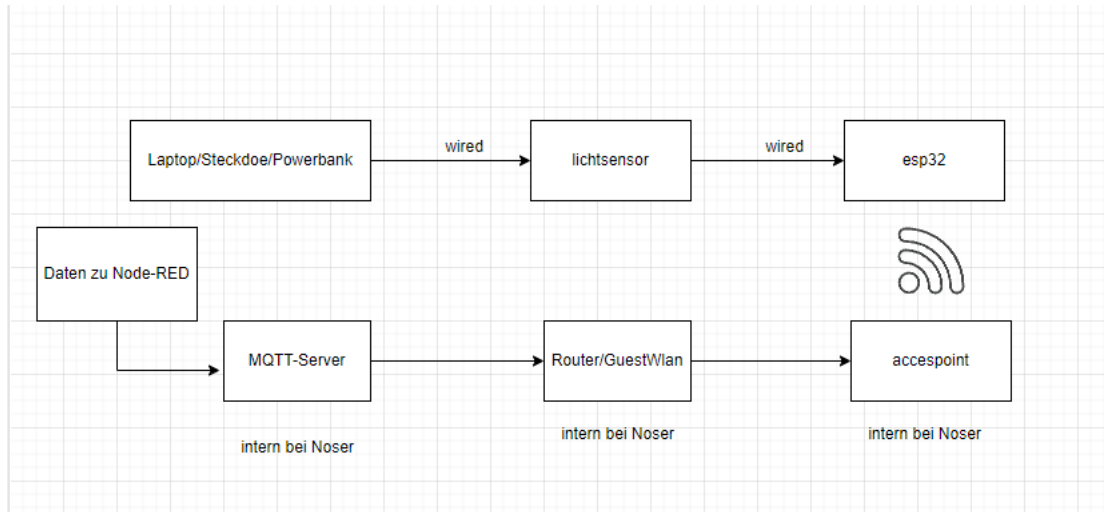 Laptop/Steckdoe/Powerbank
wired
lichtsensor
wired
esp32
Daten zu Node-RED
MQTT-Server
Router/GuestWlan
accespoint
intern bei Noser
intern bei Noser
intern bei Noser